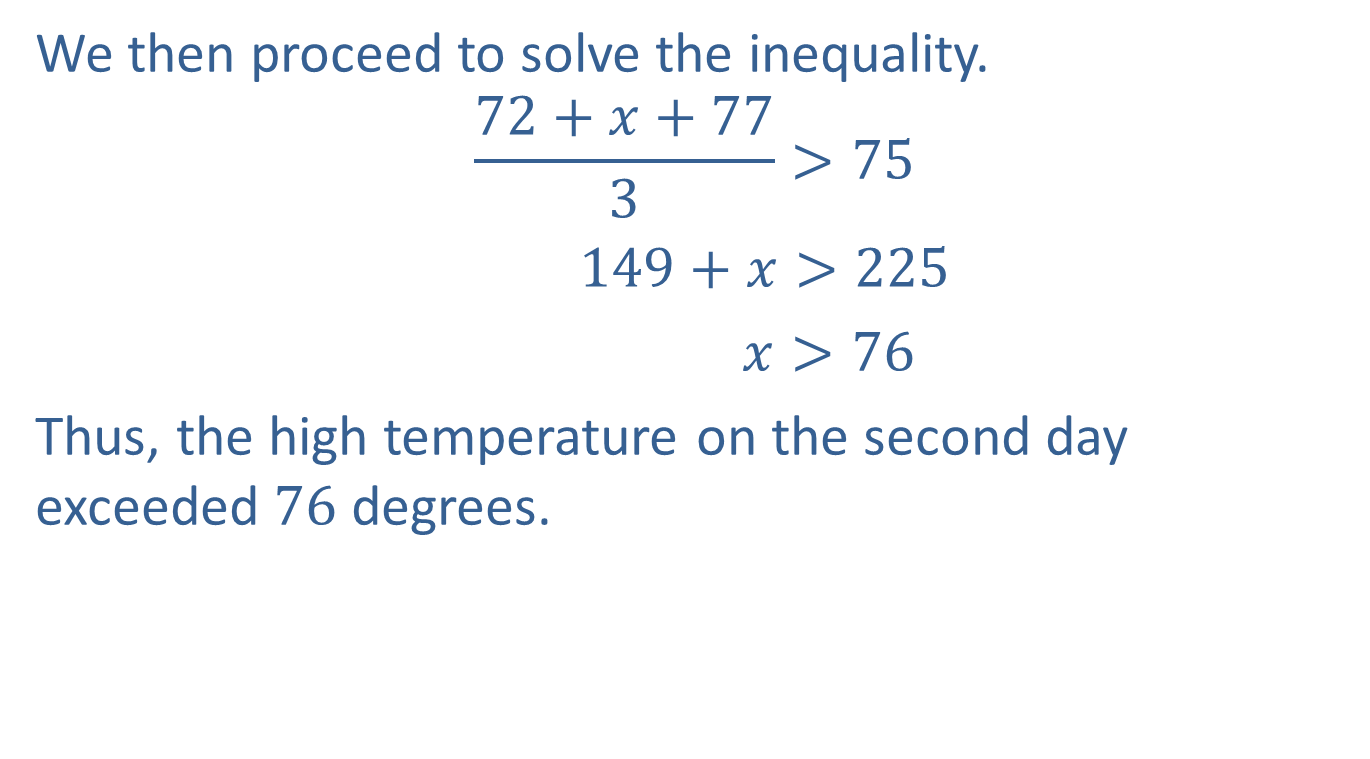 We then proceed to solve the inequality.
72 + x + 77
3
> 75
149 + x > 225
x > 76
Thus, the high temperature on the second day
exceeded 76 degrees.